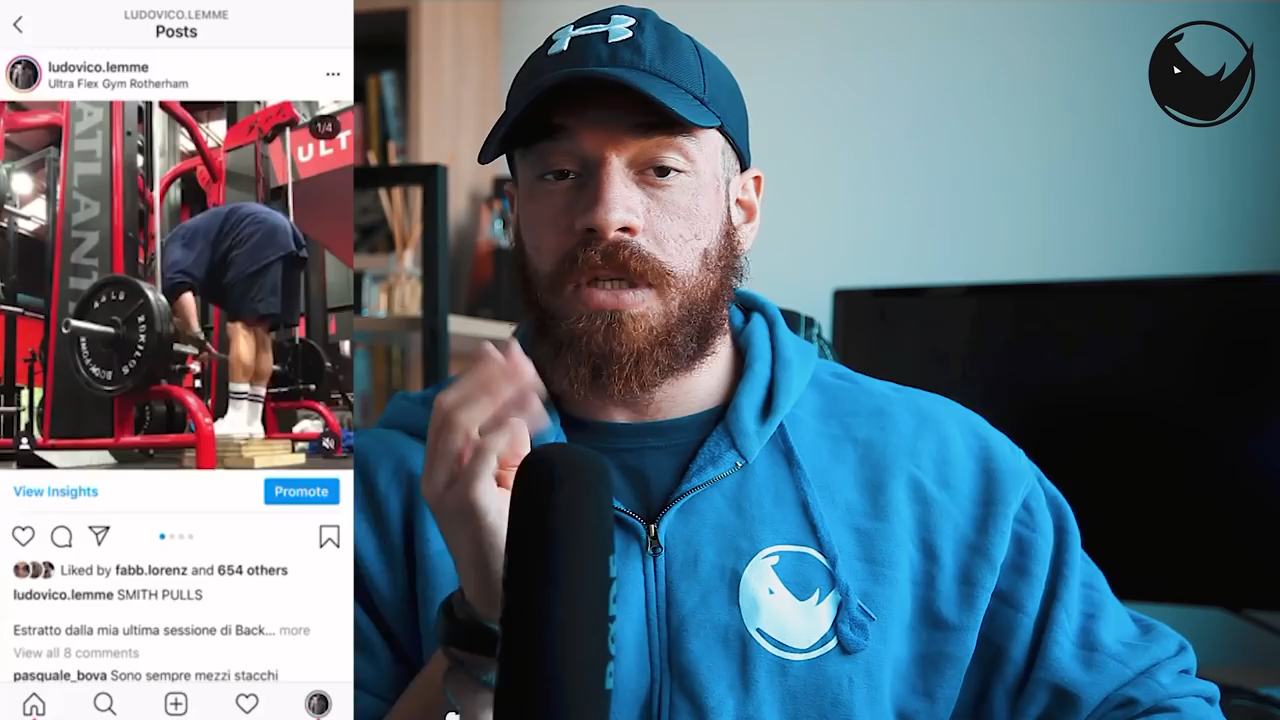 LUDOVICO.LEMME
Posts
ludovico.lemme
Ultra Flex Gym Rotherham
1/4
ATLANT
ULT
20KILOS
View Insights
Promote
Liked by fabb.lorenz and 654 others
ludovico.lemme SMITH PULLS
Estratto dalla mia ultima sessione di Back... more
View all 8 comments
pasquale_bova Sono sempre mezzi stacchi